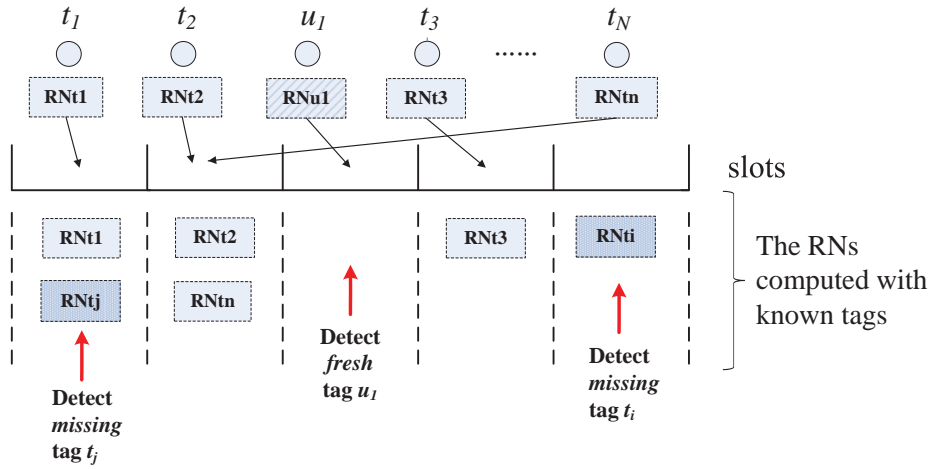 t1 t2 u1 t3 ...... tN
RNt1 RNt2 RNu1 RNt3 RNtn
slots
RNt1 RNt2 RNt3 RNti
RNtj RNtn
The RNs
computed with
known tags
Detect
fresh
tag u1
Detect
missing
tag ti
Detect
missing
tag tj